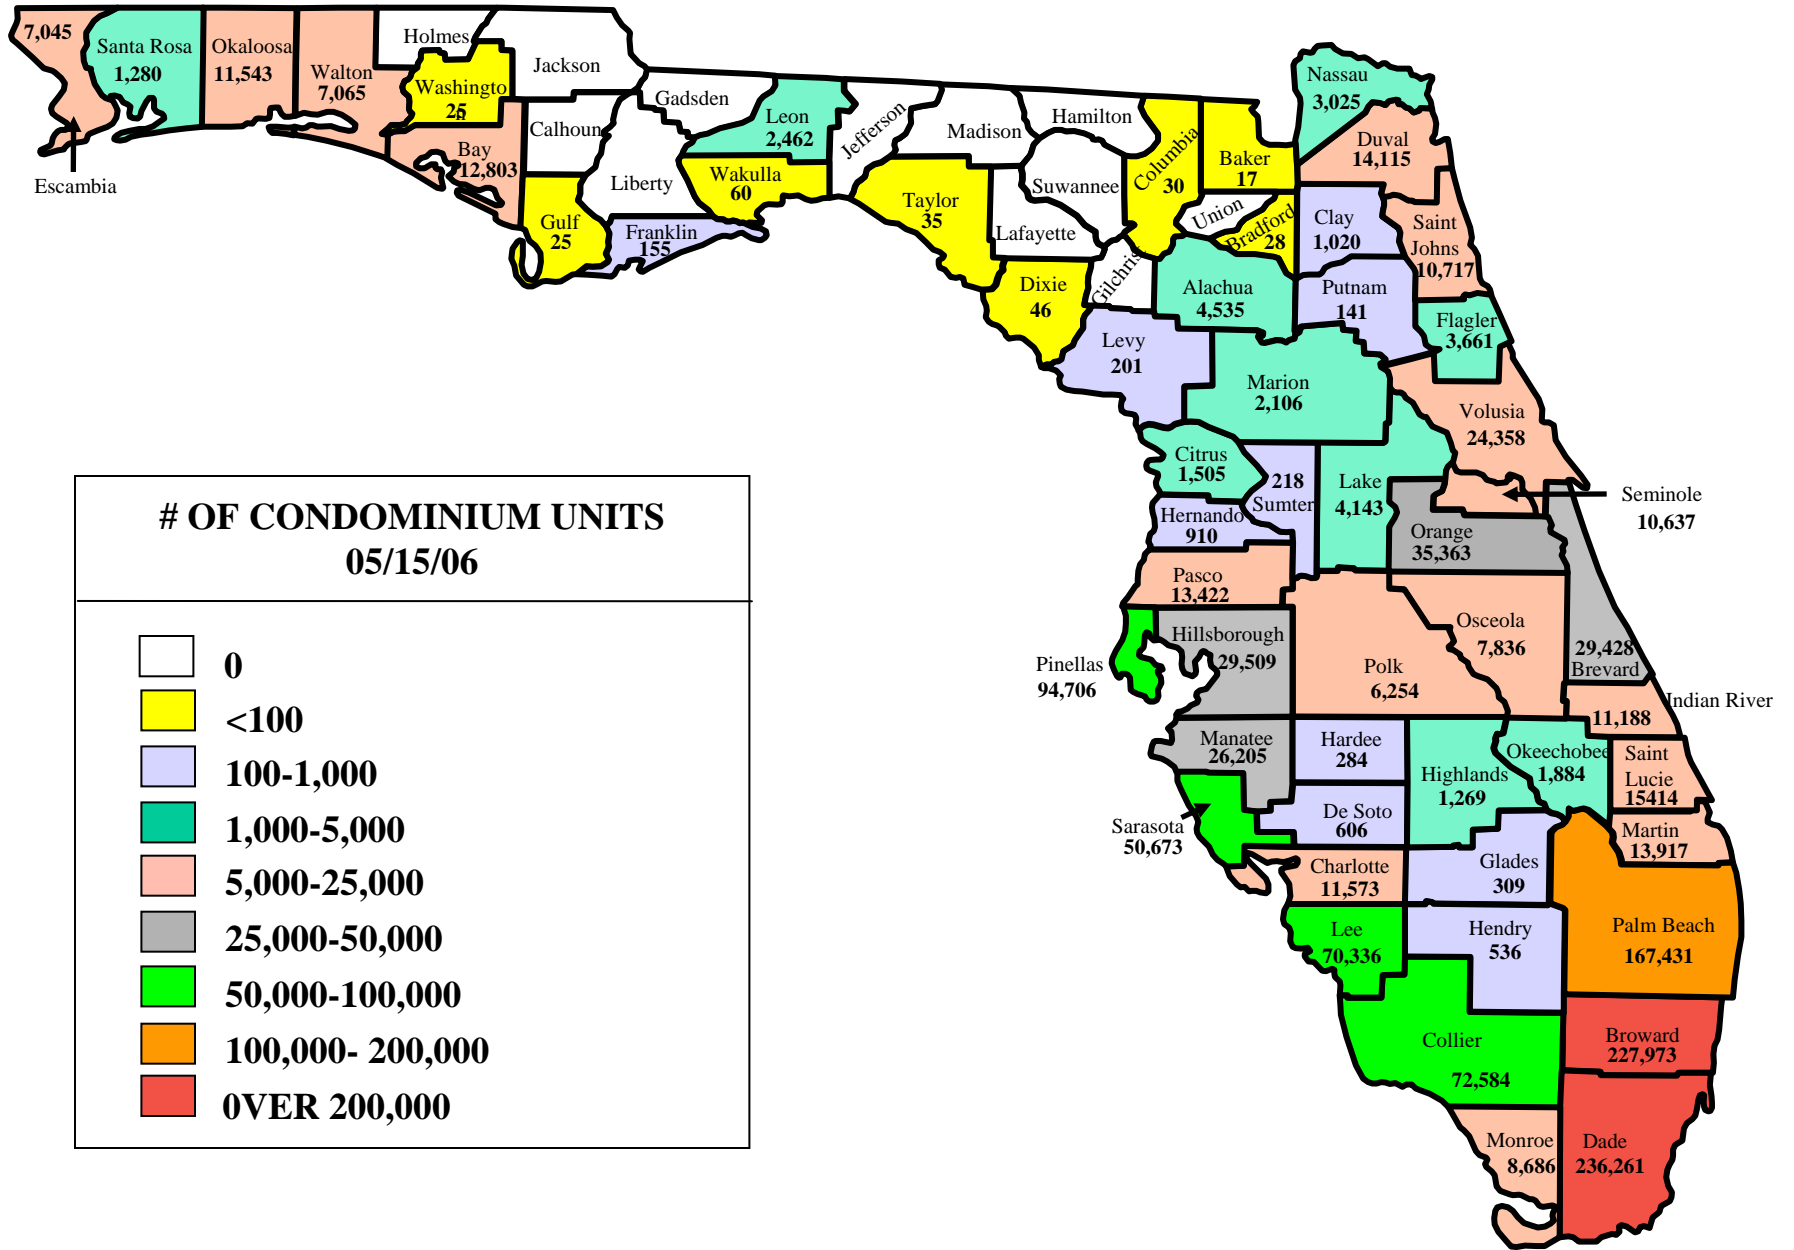 7,045
Escambia
Santa Rosa
1,280
Okaloosa
11,543
Walton
7,065
Holmes
Washingto
n
25
Jackson
Bay
12,803
Calhoun
Gulf
25
Gadsden
Liberty
Franklin
155
Leon
2,462
Wakulla
60
Jefferson
Madison
Taylor
35
Hamilton
Suwannee
Lafayette
Dixie
46
Columbia
30
Baker
17
Union
Bradford
28
Gilchrist
Alachua
4,535
Nassau
3,025
Duval
14,115
Clay
1,020
Saint
Johns
10,717
Putnam
141
Flagler
3,661
Levy
201
Marion
2,106
Volusia
24,358
Citrus
1,505
218
Sumter
Lake
4,143
Seminole
10,637
Hernando
910
Orange
35,363
Pasco
13,422
Hillsborough
29,509
Pinellas
94,706
Polk
6,254
Osceola
7,836
29,428
Brevard
Indian River
11,188
Manatee
26,205
Hardee
284
Highlands
1,269
Okeechobee
1,884
Saint
Lucie
15414
Sarasota
50,673
De Soto
606
Martin
13,917
Charlotte
11,573
Glades
309
Lee
70,336
Hendry
536
Palm Beach
167,431
Collier
72,584
Broward
227,973
Monroe
8,686
Dade
236,261
# OF CONDOMINIUM UNITS
05/15/06
0
<100
100-1,000
1,000-5,000
5,000-25,000
25,000-50,000
50,000-100,000
100,000- 200,000
0VER 200,000